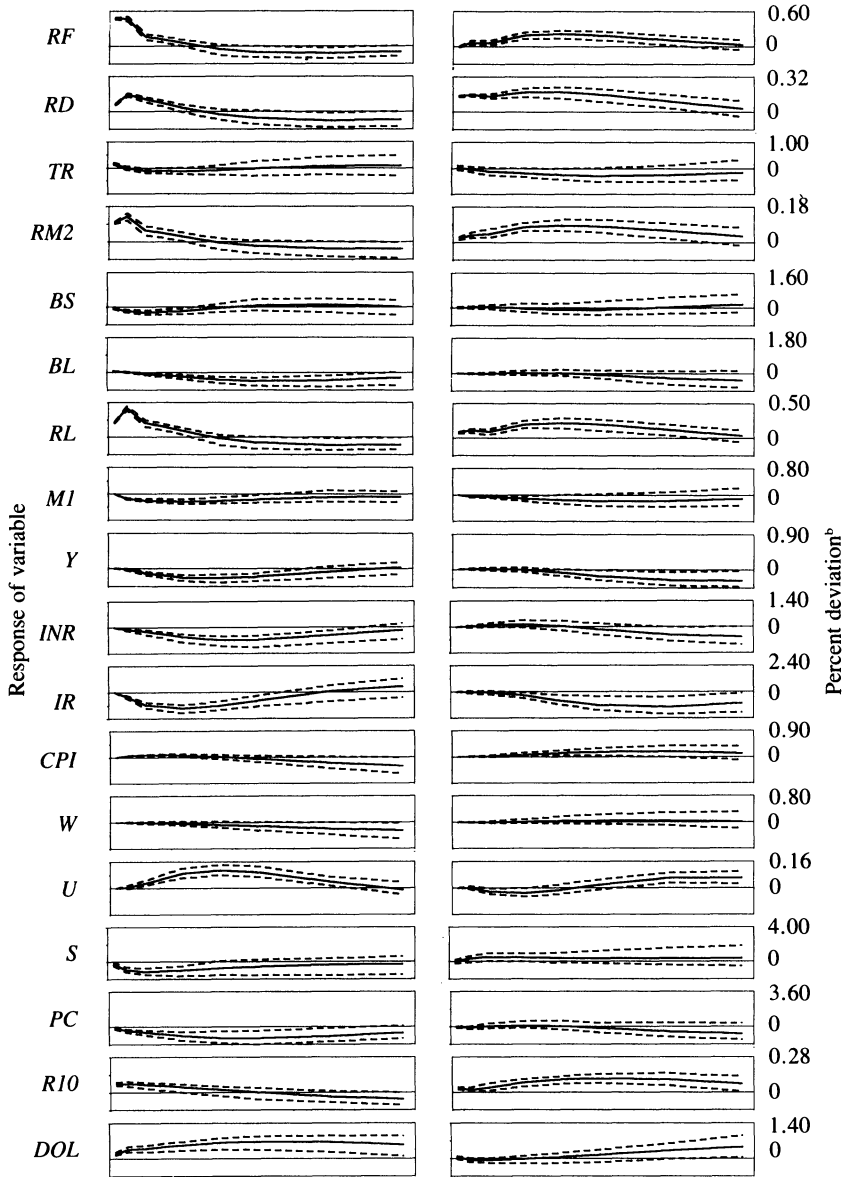 RF 0.60
0
RD 0.32
0
TR 1.00
0
RM2 0.18
0
BS 1.60
0
BL 1.80
0
RL 0.50
0
M1 0.80
0
Y 0.90
0
INR 1.40
0
IR 2.40
0
CPI 0.90
0
W 0.80
0
U 0.16
0
S 4.00
0
PC 3.60
0
R10 0.28
0
DOL 1.40
0
Response of variable
Percent deviationᵇ